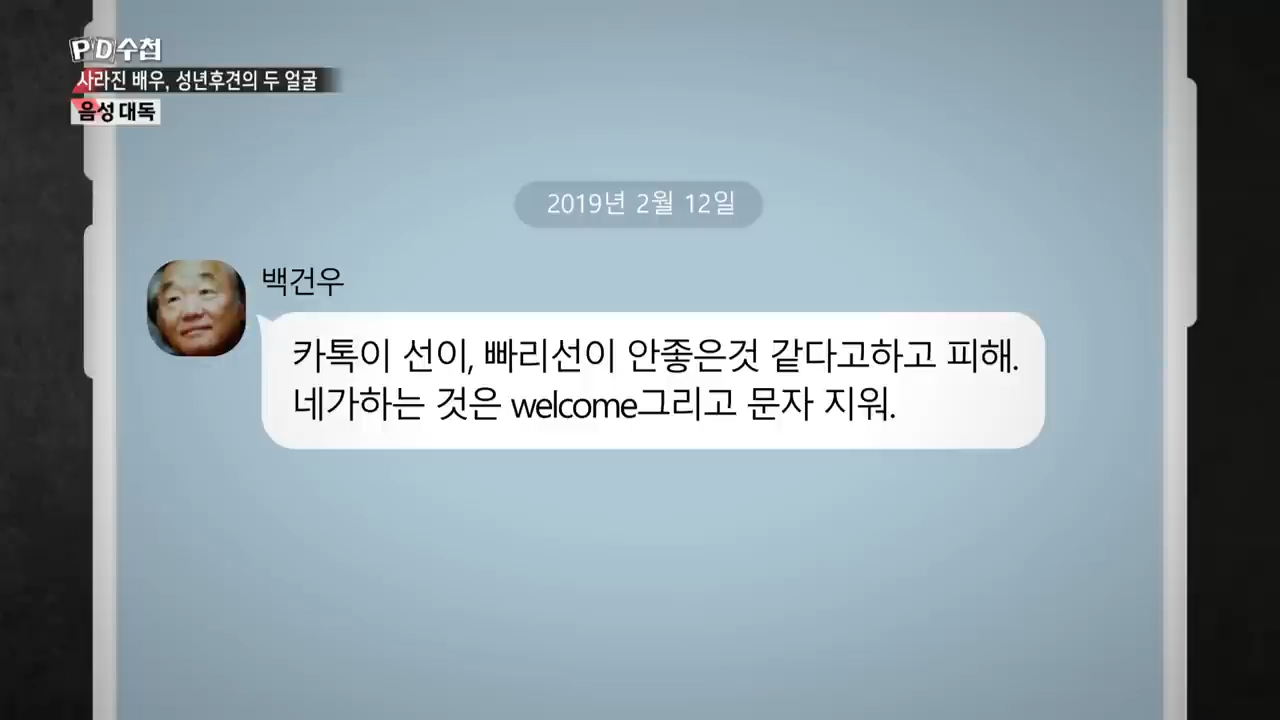 PD수첩
사라진 배우, 성년후견의 두 얼굴
음성 대독
2019년 2월 12일
백건우
카톡이 선이, 빠리선이 안좋은것 같다고하고 피해.
네가하는 것은 welcome그리고 문자 지워.